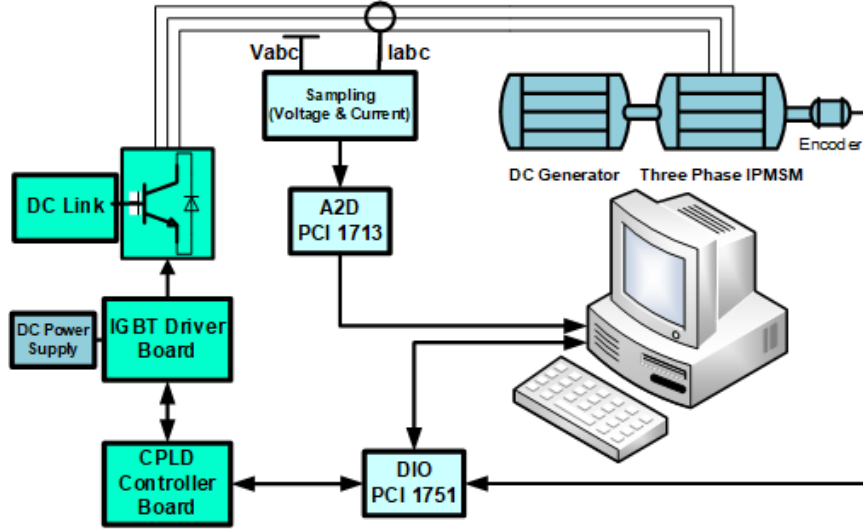 Vabc
Iabc
Sampling
(Voltage & Current)
Encoder
DC Generator
Three Phase IPMSM
DC Link
A2D
PCI 1713
DC Power
Supply
IGBT Driver
Board
CPLD
Controller
Board
DIO
PCI 1751